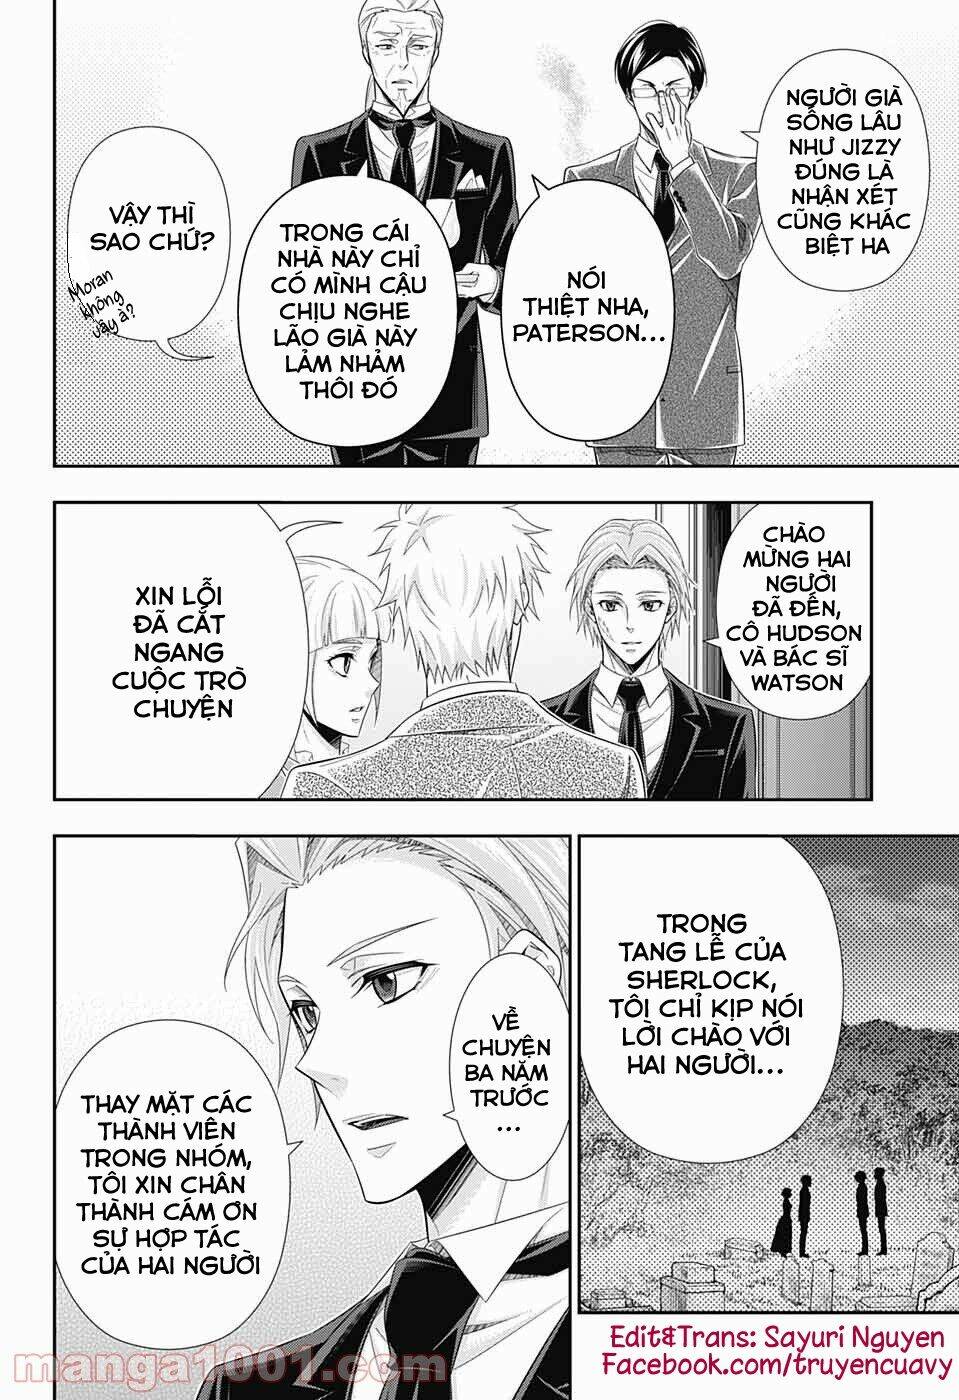 NGƯỜI GIÀ
SỐNG LÂU
NHƯ JIZZY
ĐÚNG LÀ
NHẬN XÉT
CŨNG KHÁC
BIỆT HA
NÓI
THIỆT NHA,
PATERSON...
TRONG CÁI
NHÀ NÀY CHỈ
CÓ MÌNH CẬU
CHỊU NGHE
LÃO GIÀ NÀY
LẢM NHẢM
THÔI ĐÓ
VẬY THÌ
SAO CHỨ?
Moran
không
vậy à?
CHÀO
MỪNG HAI
NGƯỜI
ĐÃ ĐẾN,
CÔ HUDSON
VÀ BÁC SĨ
WATSON
XIN LỖI
ĐÃ CẮT
NGANG
CUỘC TRÒ
CHUYỆN
TRONG
TANG LỄ CỦA
SHERLOCK,
TÔI CHỈ KỊP NÓI
LỜI CHÀO VỚI
HAI NGƯỜI...
VỀ
CHUYỆN
BA NĂM
TRƯỚC
...
THAY MẶT CÁC
THÀNH VIÊN
TRONG NHÓM,
TÔI XIN CHÂN
THÀNH CÁM ƠN
SỰ HỢP TÁC
CỦA HAI NGƯỜI
Edit&Trans: Sayuri Nguyen
Facebook.com/truyencuavy
manga1001.com